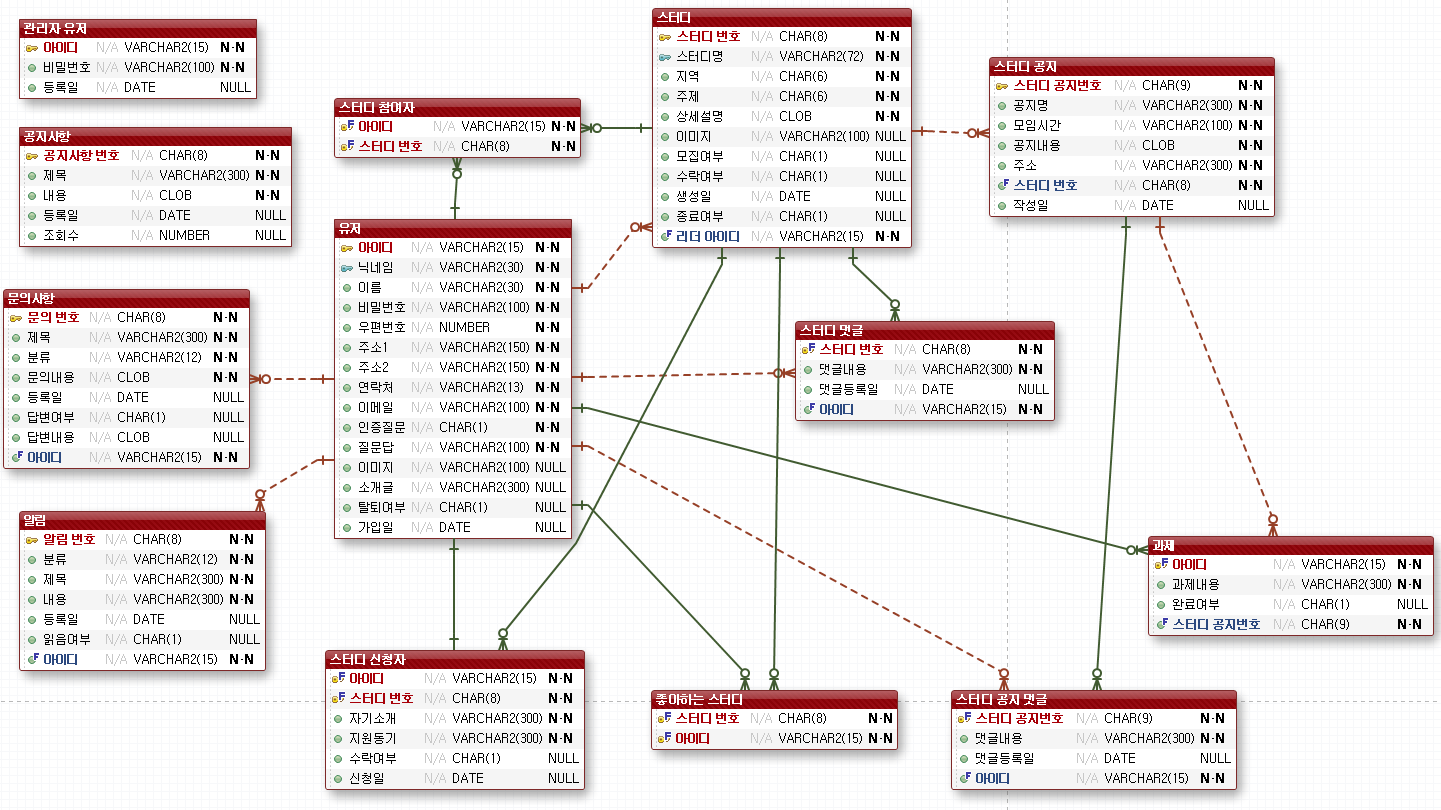 관리자 유저
아이디 N/A VARCHAR2(15) N-N
비밀번호 N/A VARCHAR2(100) N-N
등록일 N/A DATE NULL
공지사항
공지사항 번호 N/A CHAR(8) N-N
제목 N/A VARCHAR2(300) N-N
내용 N/A CLOB N-N
등록일 N/A DATE NULL
조회수 N/A NUMBER NULL
문의사항
문의 번호 N/A CHAR(8) N-N
제목 N/A VARCHAR2(300) N-N
분류 N/A VARCHAR2(12) N-N
문의내용 N/A CLOB N-N
등록일 N/A DATE NULL
답변여부 N/A CHAR(1) NULL
답변내용 N/A CLOB NULL
아이디 N/A VARCHAR2(15) N-N
알림
알림 번호 N/A CHAR(8) N-N
분류 N/A VARCHAR2(12) N-N
제목 N/A VARCHAR2(300) N-N
내용 N/A VARCHAR2(300) N-N
등록일 N/A DATE NULL
읽음여부 N/A CHAR(1) NULL
아이디 N/A VARCHAR2(15) N-N
스터디 참여자
아이디 N/A VARCHAR2(15) N-N
스터디 번호 N/A CHAR(8) N-N
유저
아이디 N/A VARCHAR2(15) N-N
닉네임 N/A VARCHAR2(30) N-N
이름 N/A VARCHAR2(30) N-N
비밀번호 N/A VARCHAR2(100) N-N
우편번호 N/A NUMBER N-N
주소1 N/A VARCHAR2(150) N-N
주소2 N/A VARCHAR2(150) N-N
연락처 N/A VARCHAR2(13) N-N
이메일 N/A VARCHAR2(100) N-N
인증질문 N/A CHAR(1) N-N
질문답 N/A VARCHAR2(100) N-N
이미지 N/A VARCHAR2(100) NULL
소개글 N/A VARCHAR2(300) NULL
탈퇴여부 N/A CHAR(1) NULL
가입일 N/A DATE NULL
스터디 신청자
아이디 N/A VARCHAR2(15) N-N
스터디 번호 N/A CHAR(8) N-N
자기소개 N/A VARCHAR2(300) N-N
지원동기 N/A VARCHAR2(300) N-N
수락여부 N/A CHAR(1) NULL
신청일 N/A DATE NULL
스터디
스터디 번호 N/A CHAR(8) N-N
스터디명 N/A VARCHAR2(72) N-N
지역 N/A CHAR(6) N-N
주제 N/A CHAR(6) N-N
상세설명 N/A CLOB N-N
이미지 N/A VARCHAR2(100) NULL
모집여부 N/A CHAR(1) NULL
수락여부 N/A CHAR(1) NULL
생성일 N/A DATE NULL
종료여부 N/A CHAR(1) NULL
리더 아이디 N/A VARCHAR2(15) N-N
스터디 댓글
스터디 번호 N/A CHAR(8) N-N
댓글내용 N/A VARCHAR2(300) N-N
댓글등록일 N/A DATE NULL
아이디 N/A VARCHAR2(15) N-N
좋아하는 스터디
스터디 번호 N/A CHAR(8) N-N
아이디 N/A VARCHAR2(15) N-N
스터디 공지
스터디 공지번호 N/A CHAR(9) N-N
공지명 N/A VARCHAR2(300) N-N
모임시간 N/A VARCHAR2(100) N-N
공지내용 N/A CLOB N-N
주소 N/A VARCHAR2(300) N-N
스터디 번호 N/A CHAR(8) N-N
작성일 N/A DATE NULL
과제
아이디 N/A VARCHAR2(15) N-N
과제내용 N/A VARCHAR2(300) N-N
완료여부 N/A CHAR(1) NULL
스터디 공지번호 N/A CHAR(9) N-N
스터디 공지 댓글
스터디 공지번호 N/A CHAR(9) N-N
댓글내용 N/A VARCHAR2(300) N-N
댓글등록일 N/A DATE NULL
아이디 N/A VARCHAR2(15) N-N